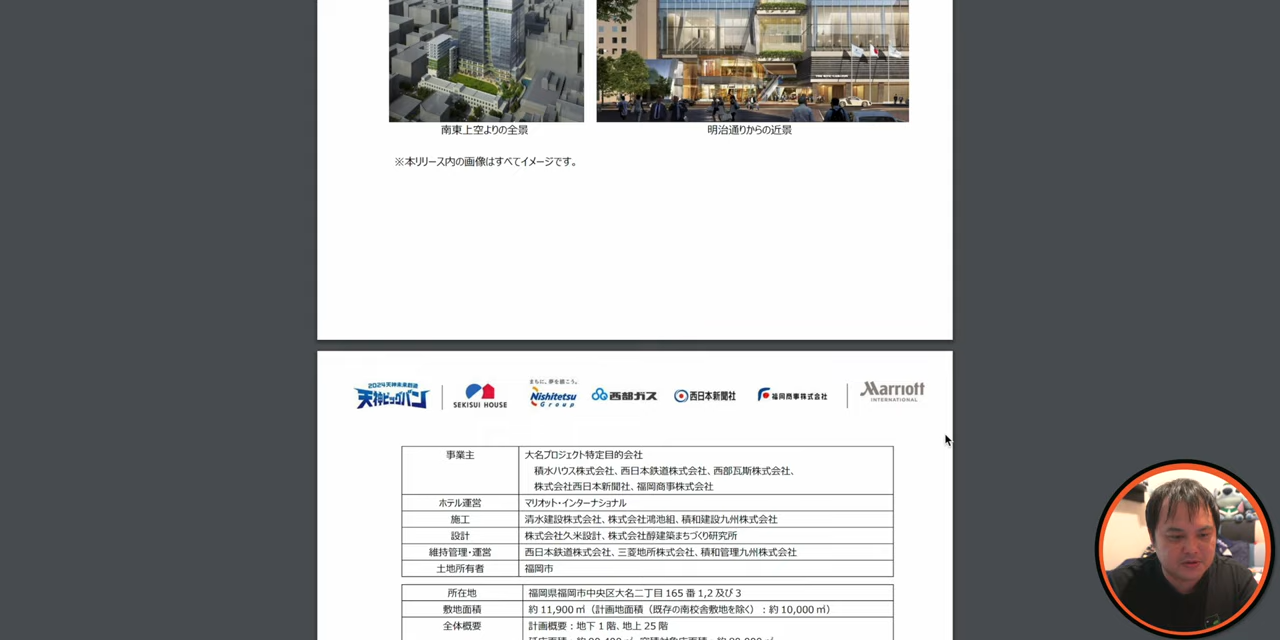 南東上空よりの全景
明治通りからの近景
※本リリース内の画像はすべてイメージです。
2024天神未来創造
天神ビッグバン
SEKISUI HOUSE
まちに、夢を描こう。
Nishitetsu
Group
西部ガス
西日本新聞社
福岡商事株式会社
Marriott
INTERNATIONAL
事業主 大名プロジェクト特定目的会社
積水ハウス株式会社、西日本鉄道株式会社、西部瓦斯株式会社、
株式会社西日本新聞社、福岡商事株式会社
ホテル運営 マリオット・インターナショナル
施工 清水建設株式会社、株式会社鴻池組、積和建設九州株式会社
設計 株式会社久米設計、株式会社醇建築まちづくり研究所
維持管理・運営 西日本鉄道株式会社、三菱地所株式会社、積和管理九州株式会社
土地所有者 福岡市
所在地 福岡県福岡市中央区大名二丁目 165 番 1,2 及び 3
敷地面積 約 11,900 ㎡（計画地面積（既存の南校舎敷地を除く）：約 10,000 ㎡）
全体概要 計画概要：地下 1 階、地上 25 階